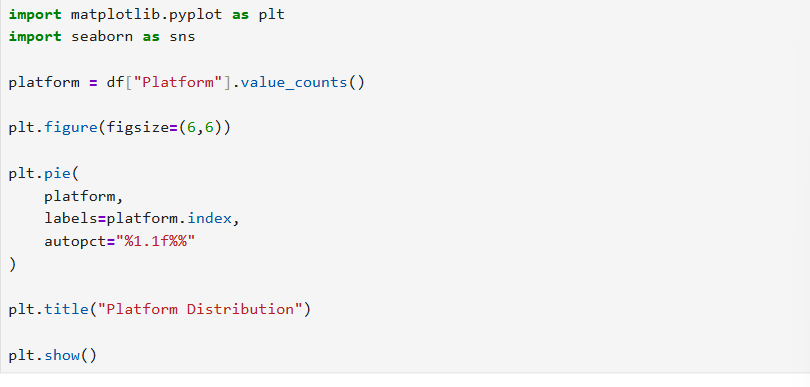 import matplotlib.pyplot as plt
import seaborn as sns
platform = df["Platform"].value_counts()
plt.figure(figsize=(6,6))
plt.pie(
    platform,
    labels=platform.index,
    autopct="%1.1f%%"
)
plt.title("Platform Distribution")
plt.show()